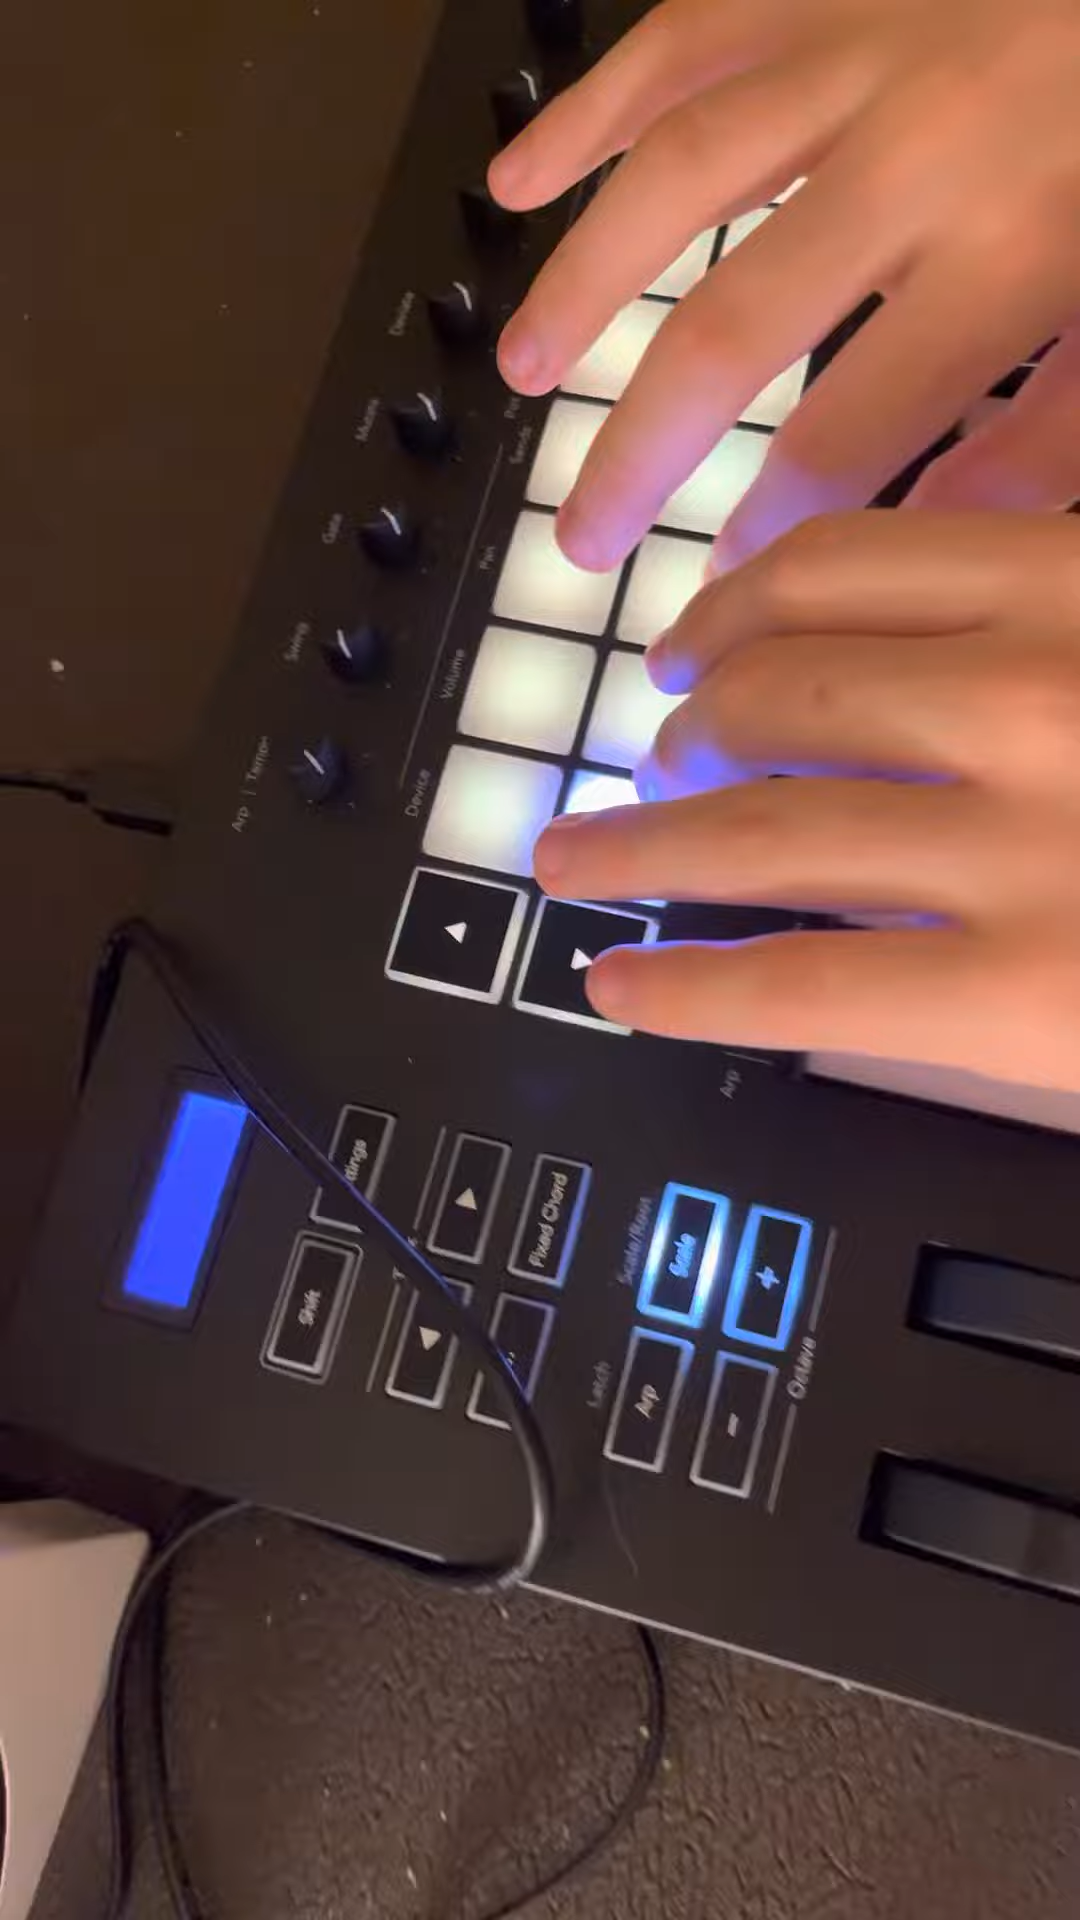 Device
Mutate
Gate
Swing
Arp | Tempo
Sends
Pan
Volume
Device
Arp
Shift
Fixed Chord
Scale/Root
Scale
+
Latch
Arp
-
Octave